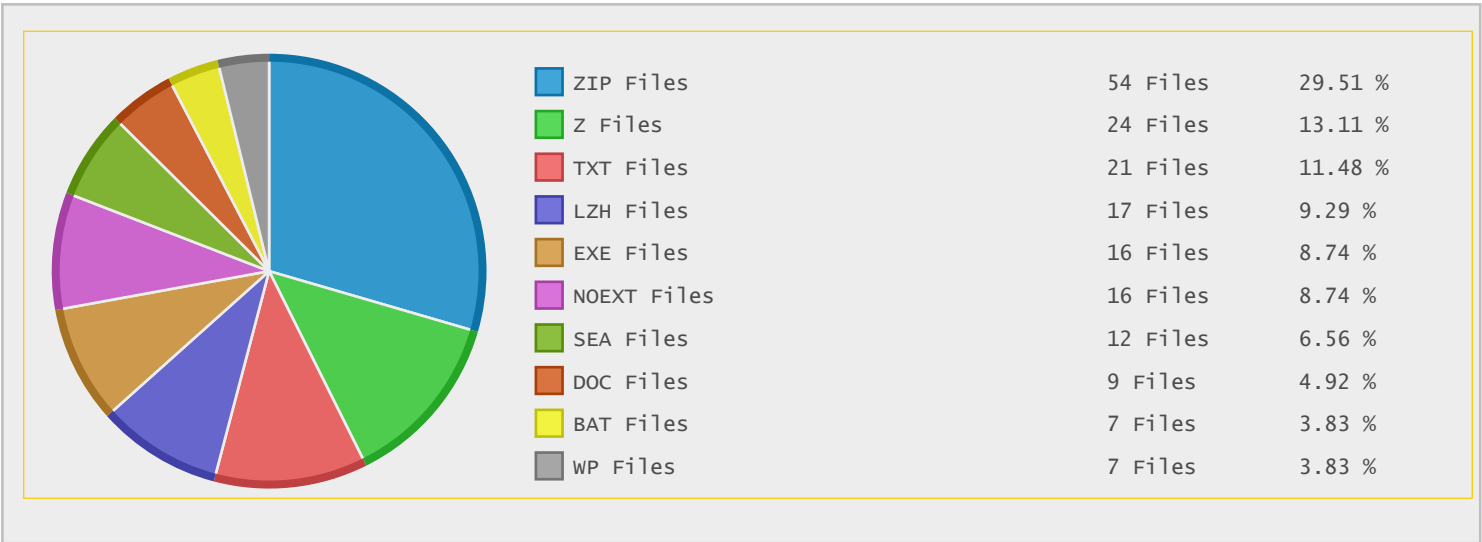 ZIP Files 54 Files 29.51 %
Z Files 24 Files 13.11 %
TXT Files 21 Files 11.48 %
LZH Files 17 Files 9.29 %
EXE Files 16 Files 8.74 %
NOEXT Files 16 Files 8.74 %
SEA Files 12 Files 6.56 %
DOC Files 9 Files 4.92 %
BAT Files 7 Files 3.83 %
WP Files 7 Files 3.83 %